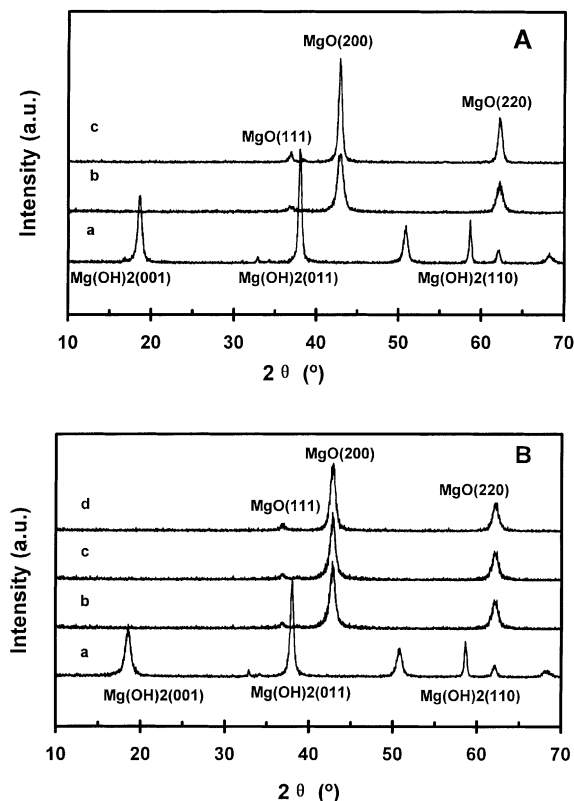 A
MgO(200)
MgO(220)
MgO(111)
c
b
a
Mg(OH)2(001)
Mg(OH)2(011)
Mg(OH)2(110)
Intensity (a.u.)
10 20 30 40 50 60 70
2 θ (º)
B
MgO(200)
MgO(111)
MgO(220)
d
c
b
a
Mg(OH)2(001)
Mg(OH)2(011)
Mg(OH)2(110)
Intensity (a.u.)
10 20 30 40 50 60 70
2 θ (º)